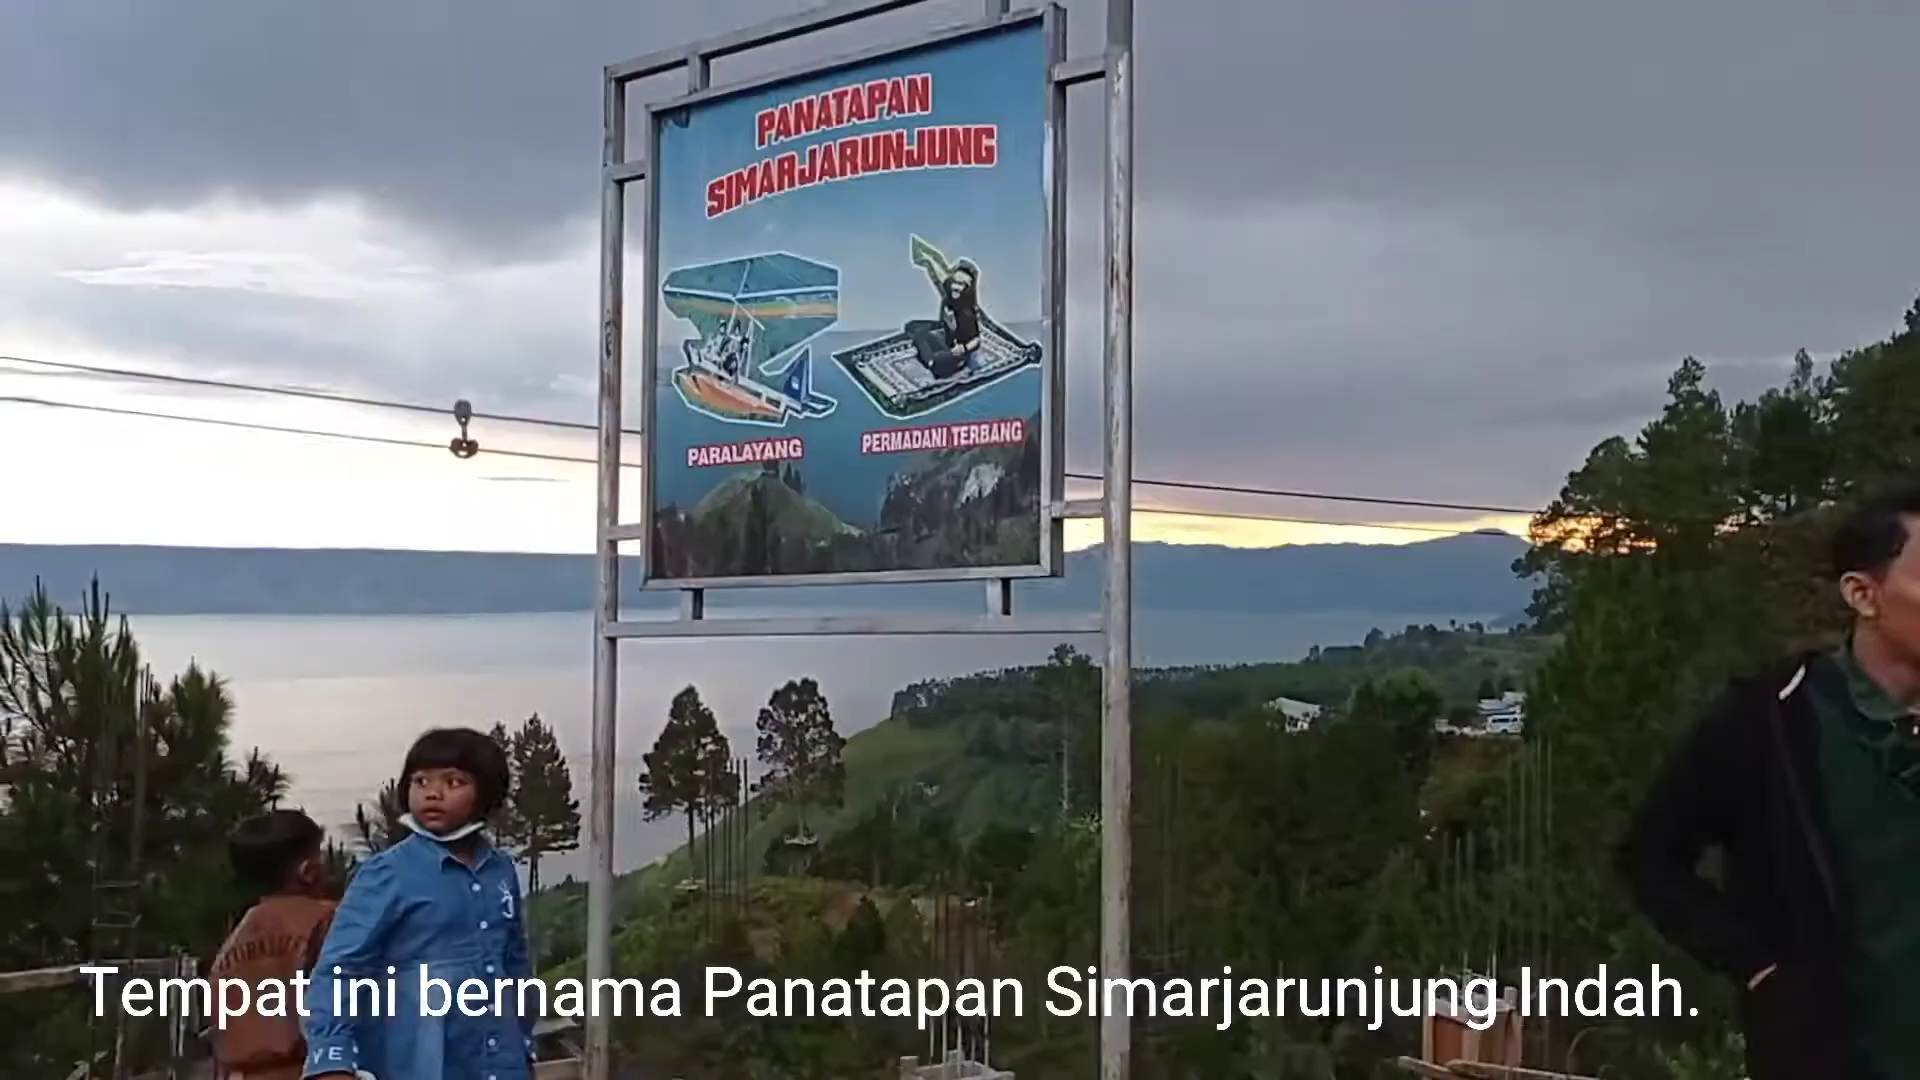 PANATAPAN
SIMARJARUNJUNG
PARALAYANG
PERMADANI TERBANG
Tempat ini bernama Panatapan Simarjarunjung Indah.